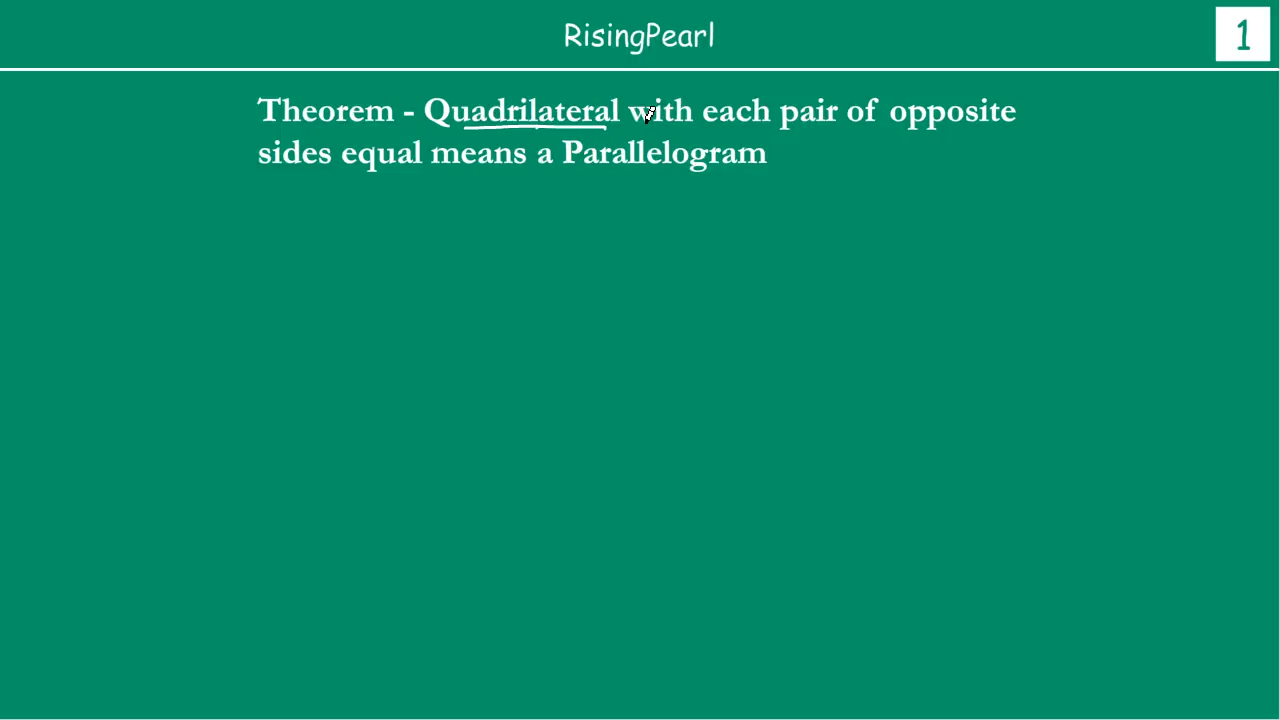 RisingPearl
1
Theorem - Quadrilateral with each pair of opposite
sides equal means a Parallelogram